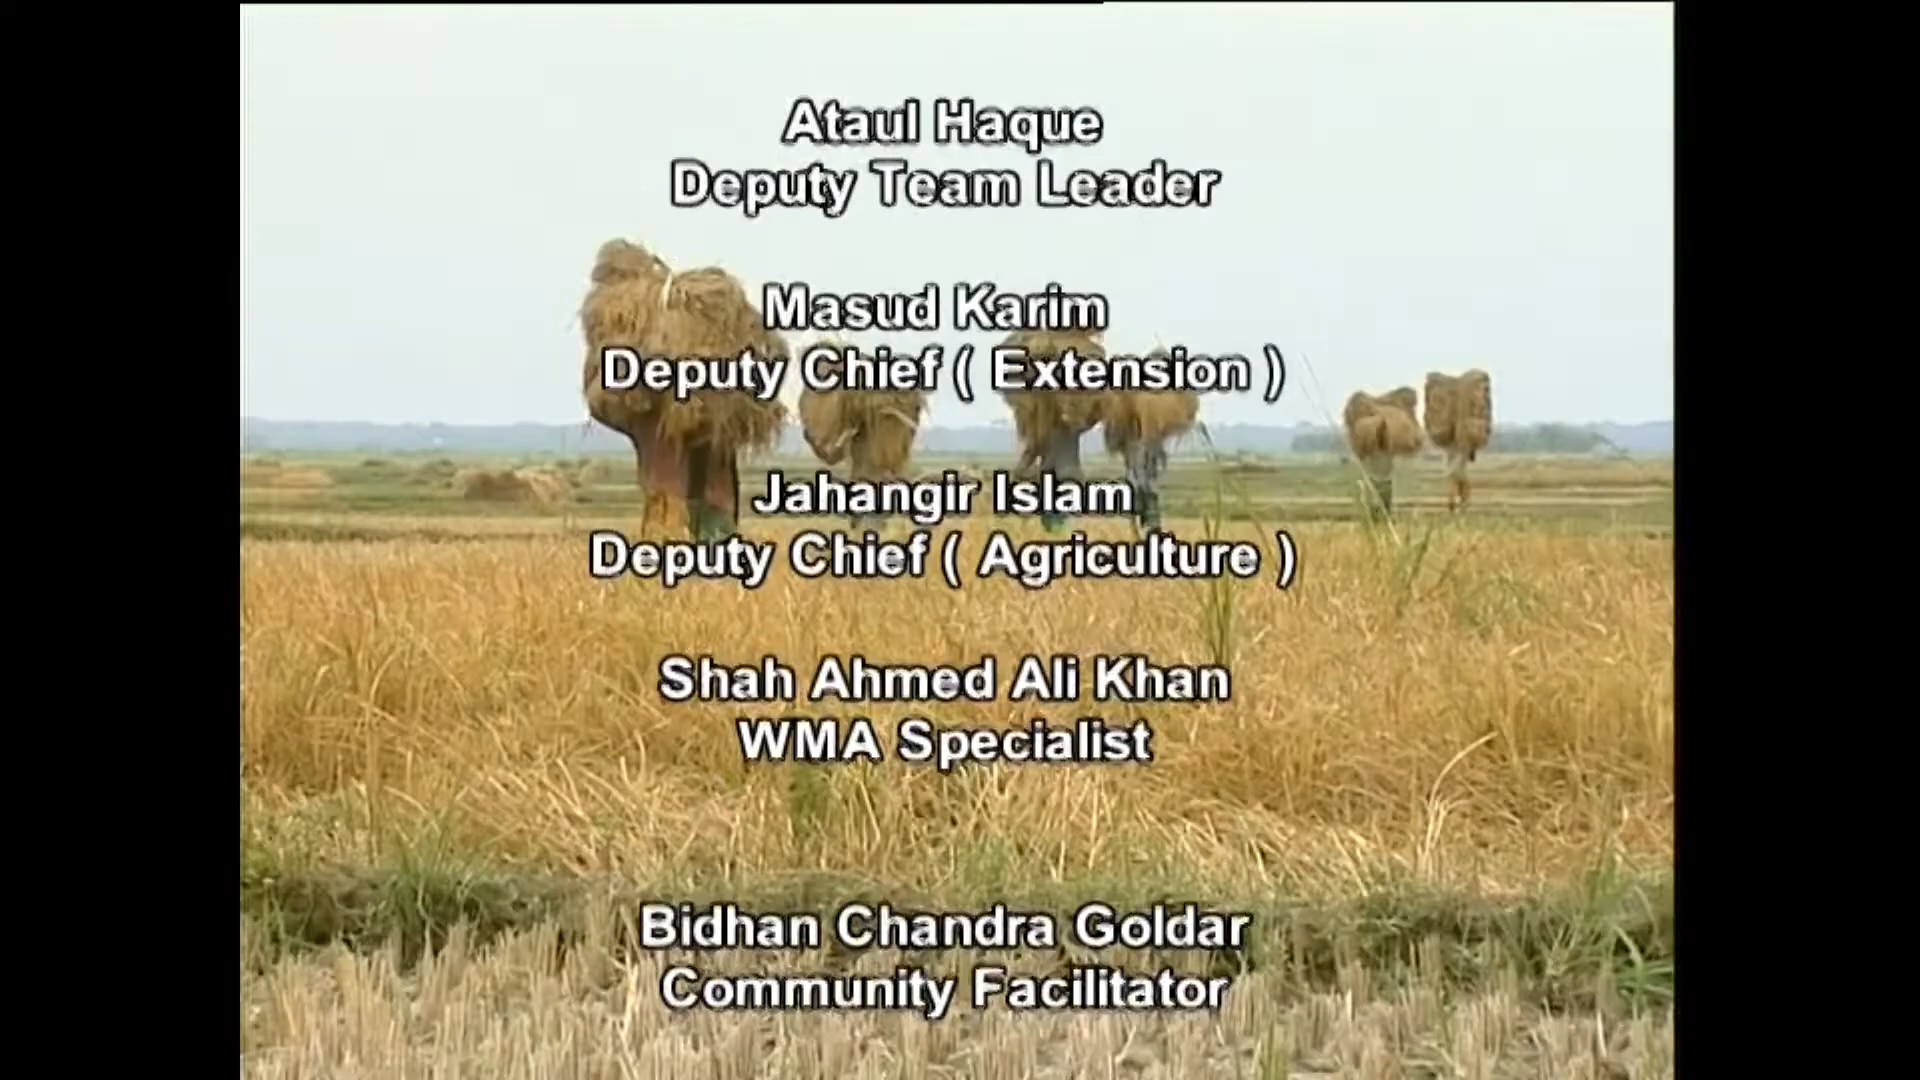 Ataul Haque
Deputy Team Leader
Masud Karim
Deputy Chief ( Extension )
Jahangir Islam
Deputy Chief ( Agriculture )
Shah Ahmed Ali Khan
WMA Specialist
Bidhan Chandra Goldar
Community Facilitator